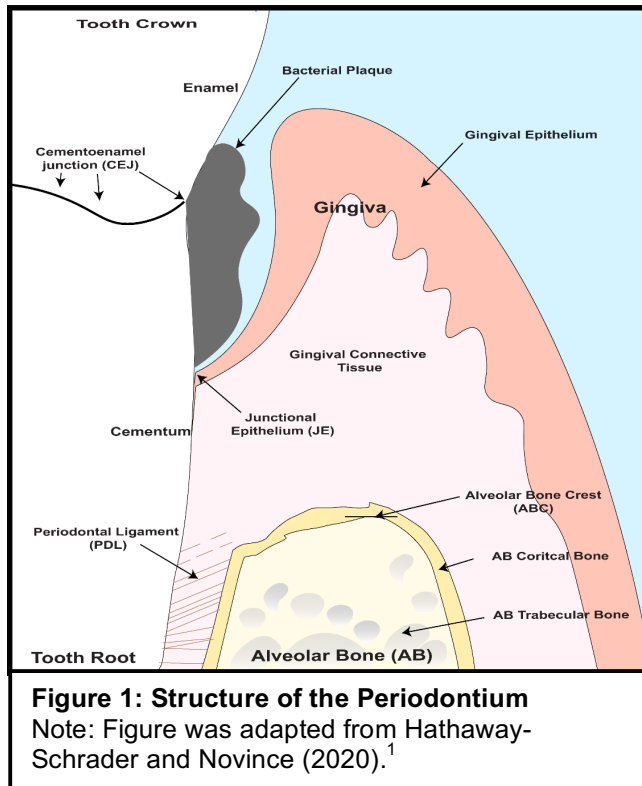 Tooth Crown
Bacterial Plaque
Enamel
Gingival Epithelium
Cementoenamel
junction (CEJ)
Gingiva
Gingival Connective
Tissue
Junctional
Epithelium (JE)
Cementum
Alveolar Bone Crest
(ABC)
Periodontal Ligament
(PDL)
AB Coritcal Bone
AB Trabecular Bone
Tooth Root
Alveolar Bone (AB)
Figure 1: Structure of the Periodontium
Note: Figure was adapted from Hathaway-
Schrader and Novince (2020).1